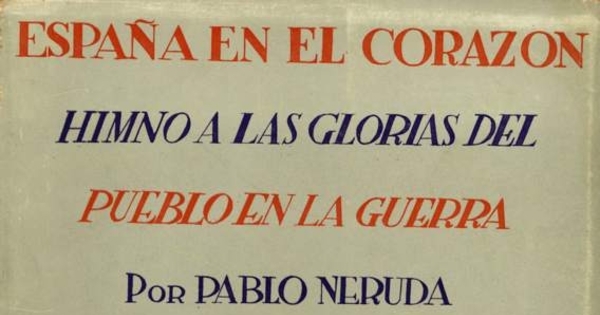 ESPAÑA EN EL CORAZON
HIMNO A LAS GLORIAS DEL
PUEBLO EN LA GUERRA
POR PABLO NERUDA